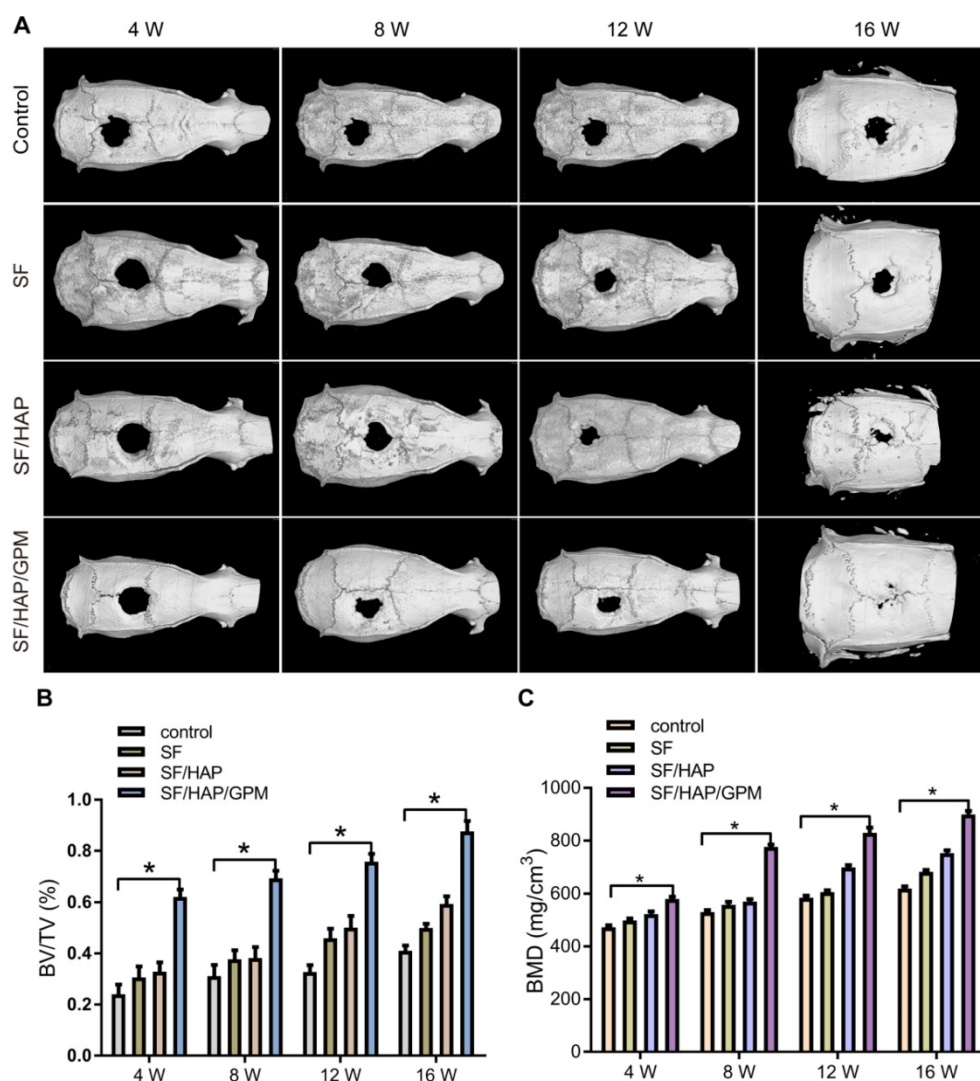 A
4 W 8 W 12 W 16 W
Control
SF
SF/HAP
SF/HAP/GPM
B
control
SF
SF/HAP
SF/HAP/GPM
BV/TV (%)
1.0
0.8
0.6
0.4
0.2
0.0
* * * *
4 W 8 W 12 W 16 W
C
control
SF
SF/HAP
SF/HAP/GPM
BMD (mg/cm³)
1000
800
600
400
200
0
* * * *
4 W 8 W 12 W 16 W